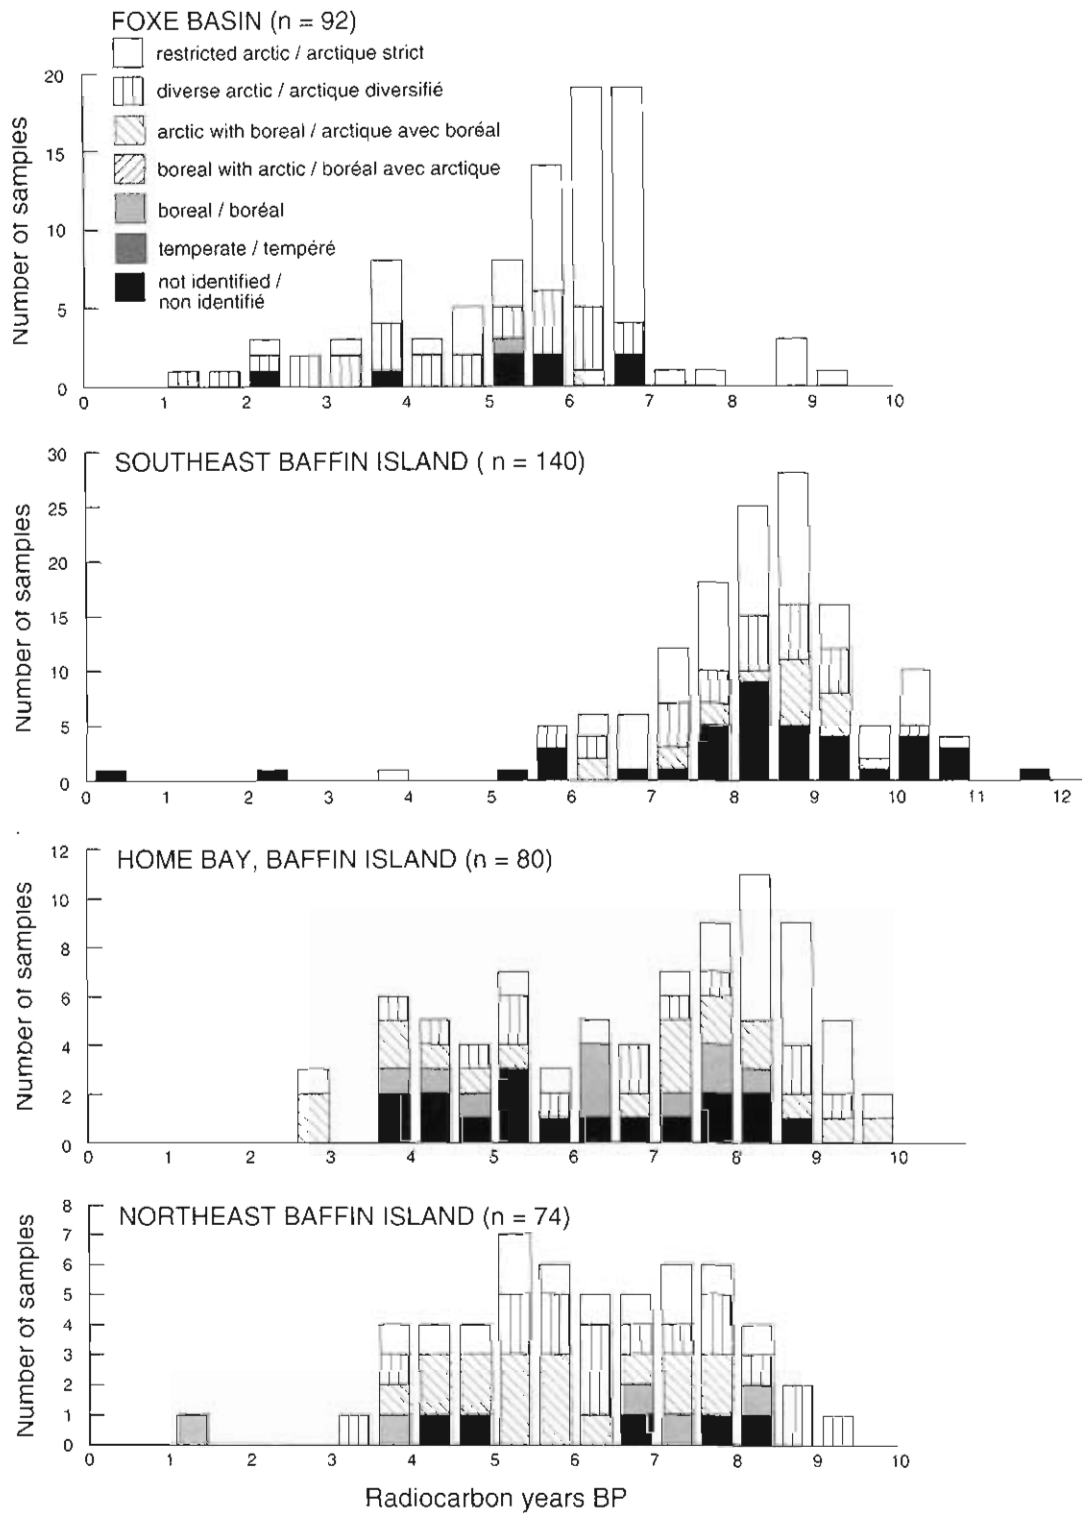 FOXE BASIN (n = 92)
restricted arctic / arctique strict
diverse arctic / arctique diversifié
arctic with boreal / arctique avec boréal
boreal with arctic / boréal avec arctique
boreal / boréal
temperate / tempéré
not identified /
non identifié
Number of samples
20
15
10
5
0
0 1 2 3 4 5 6 7 8 9 10
SOUTHEAST BAFFIN ISLAND ( n = 140)
Number of samples
30
25
20
15
10
5
0
0 1 2 3 4 5 6 7 8 9 10 11 12
HOME BAY, BAFFIN ISLAND (n = 80)
Number of samples
12
10
8
6
4
2
0
0 1 2 3 4 5 6 7 8 9 10
NORTHEAST BAFFIN ISLAND (n = 74)
Number of samples
8
7
6
5
4
3
2
1
0
0 1 2 3 4 5 6 7 8 9 10
Radiocarbon years BP